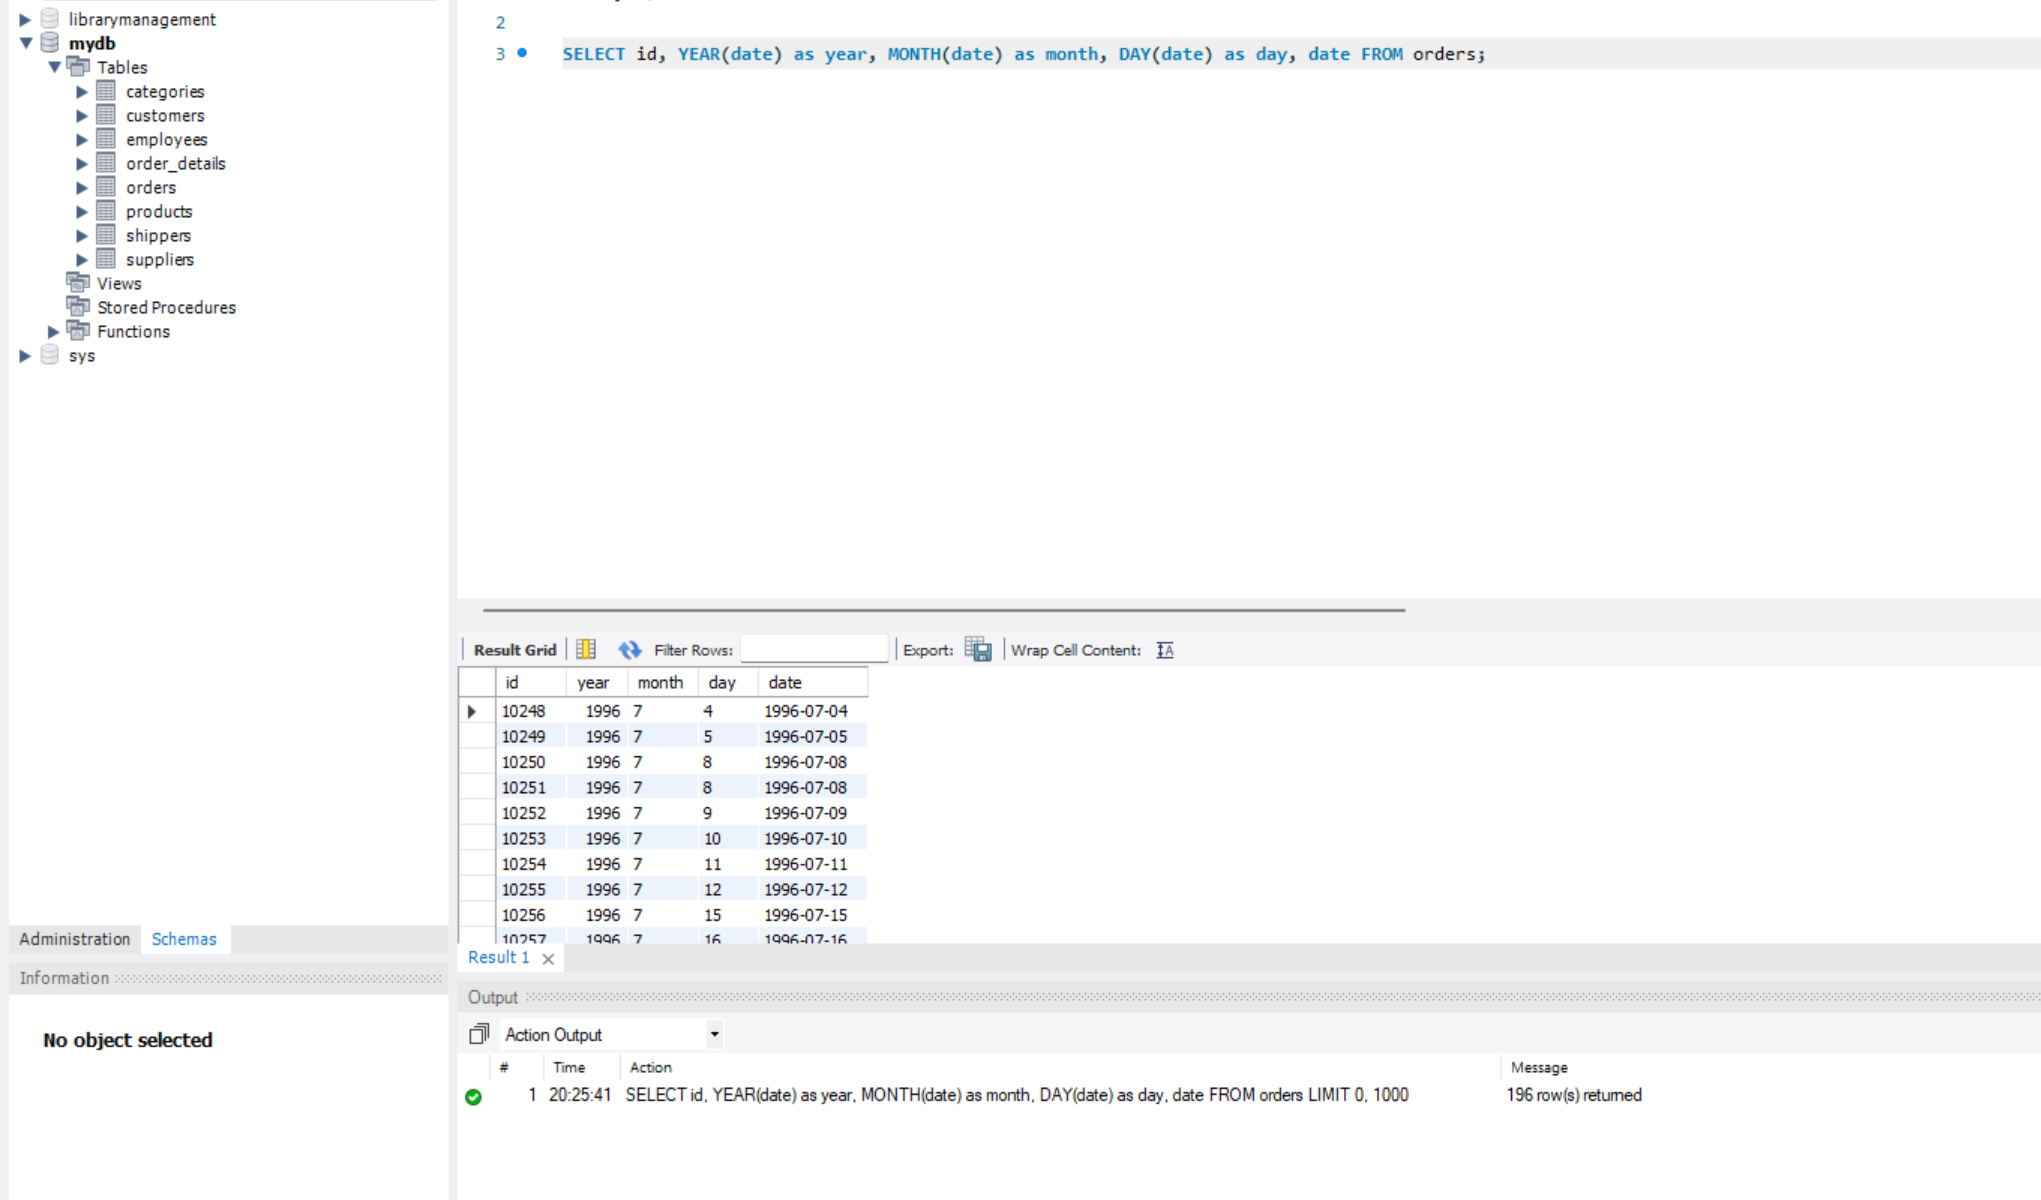 librarymanagement
mydb
Tables
categories
customers
employees
order_details
orders
products
shippers
suppliers
Views
Stored Procedures
Functions
sys
Administration Schemas
Information
No object selected
2
3 SELECT id, YEAR(date) as year, MONTH(date) as month, DAY(date) as day, date FROM orders;
Result Grid Filter Rows: Export: Wrap Cell Content: IA
id year month day date
10248 1996 7 4 1996-07-04
10249 1996 7 5 1996-07-05
10250 1996 7 8 1996-07-08
10251 1996 7 8 1996-07-08
10252 1996 7 9 1996-07-09
10253 1996 7 10 1996-07-10
10254 1996 7 11 1996-07-11
10255 1996 7 12 1996-07-12
10256 1996 7 15 1996-07-15
10257 1996 7 16 1996-07-16
Result 1
Output
Action Output
# Time Action Message
1 20:25:41 SELECT id, YEAR(date) as year, MONTH(date) as month, DAY(date) as day, date FROM orders LIMIT 0, 1000 196 row(s) returned